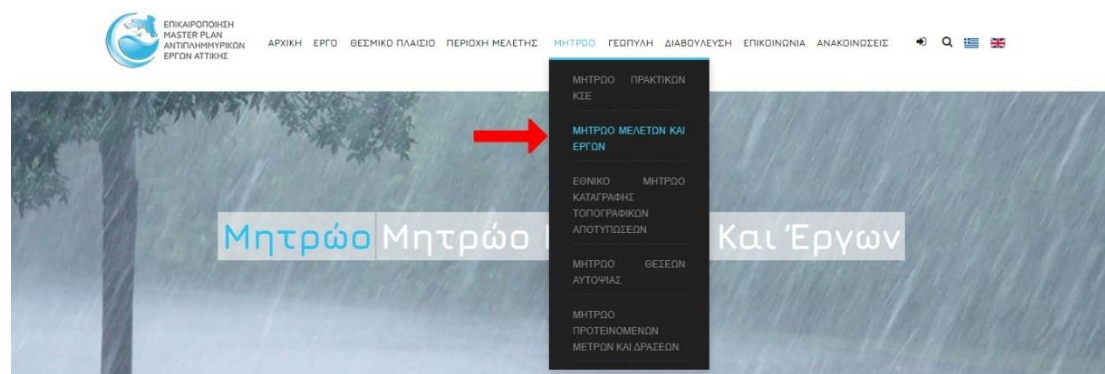 ΕΠΙΚΑΙΡΟΠΟΙΗΣΗ
MASTER PLAN
ΑΝΤΙΠΛΗΜΜΥΡΙΚΩΝ
ΕΡΓΩΝ ΑΤΤΙΚΗΣ
ΑΡΧΙΚΗ ΕΡΓΟ ΘΕΣΜΙΚΟ ΠΛΑΙΣΙΟ ΠΕΡΙΟΧΗ ΜΕΛΕΤΗΣ ΜΗΤΡΩΟ ΓΕΩΠΥΛΗ ΔΙΑΒΟΥΛΕΥΣΗ ΕΠΙΚΟΙΝΩΝΙΑ ΑΝΑΚΟΙΝΩΣΕΙΣ
ΜΗΤΡΩΟ ΠΡΑΚΤΙΚΩΝ
ΚΣΕ
ΜΗΤΡΩΟ ΜΕΛΕΤΩΝ ΚΑΙ
ΕΡΓΩΝ
ΕΘΝΙΚΟ ΜΗΤΡΩΟ
ΚΑΤΑΓΡΑΦΗΣ
ΤΟΠΟΓΡΑΦΙΚΩΝ
ΑΠΟΤΥΠΩΣΕΩΝ
ΜΗΤΡΩΟ ΘΕΣΕΩΝ
ΑΥΤΟΨΙΑΣ
ΜΗΤΡΩΟ
ΠΡΟΤΕΙΝΟΜΕΝΩΝ
ΜΕΤΡΩΝ ΚΑΙ ΔΡΑΣΕΩΝ
Μητρώο Μητρώο Και Έργων